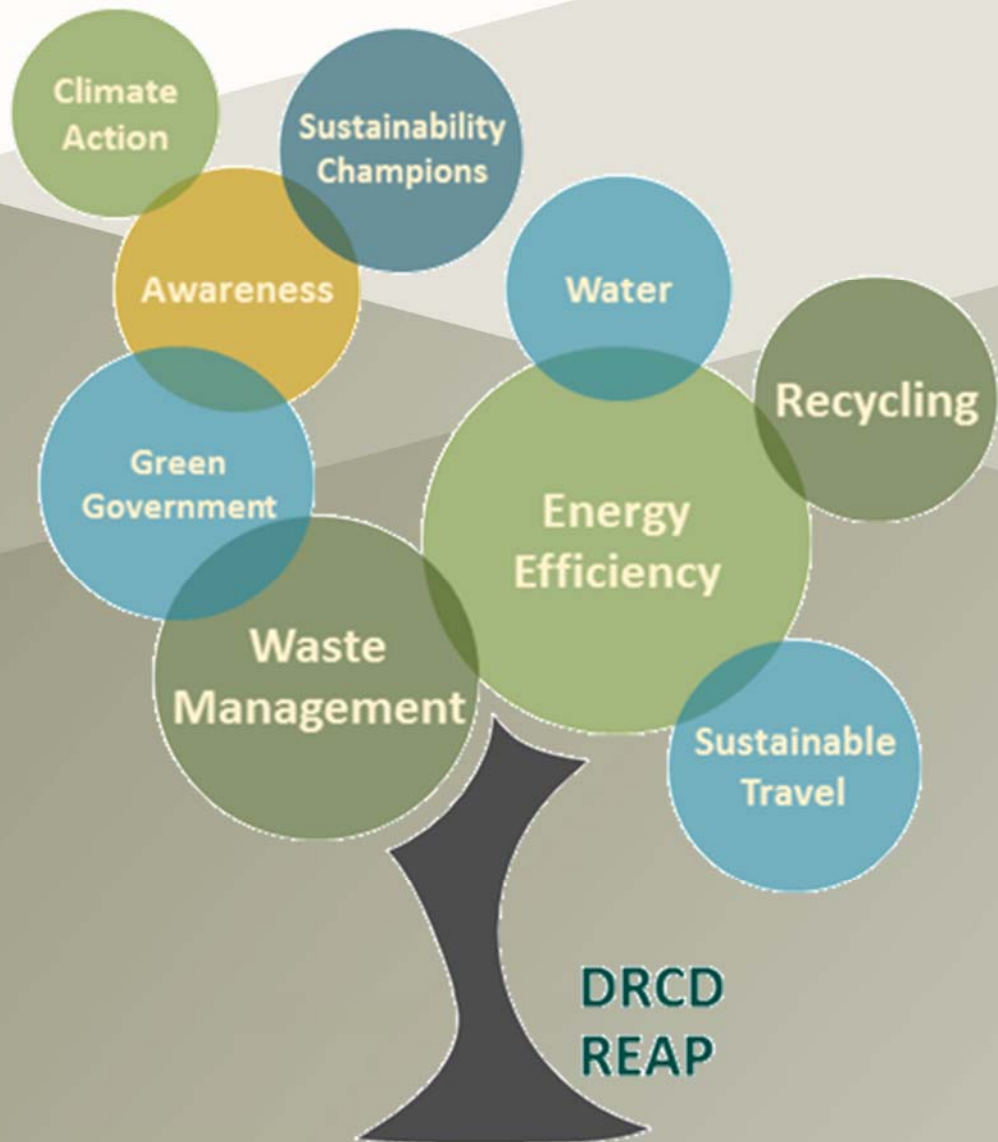 Climate
Action
Sustainability
Champions
Awareness
Water
Recycling
Green
Government
Energy
Efficiency
Waste
Management
Sustainable
Travel
DRCD
REAP